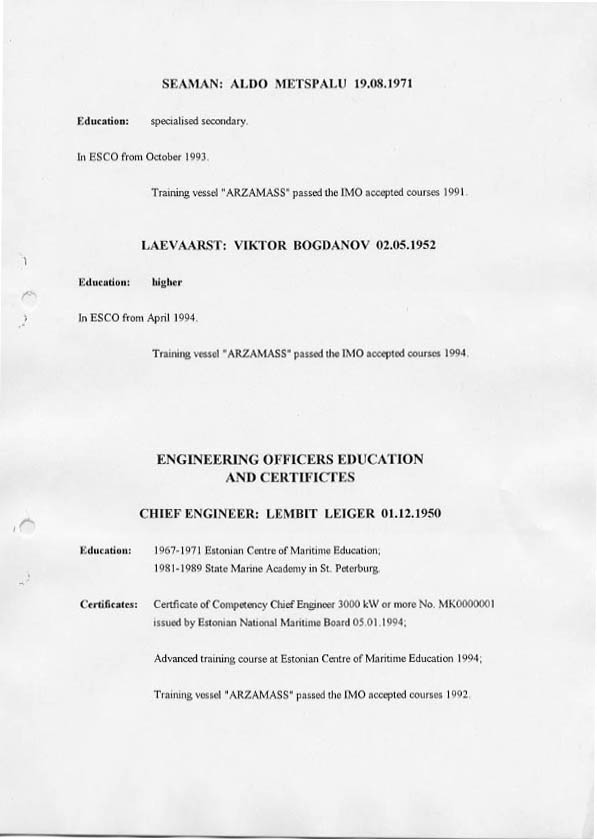 SEAMAN: ALDO METSPALU 19.08.1971
Education: specialised secondary.
In ESCO from October 1993.
Training vessel "ARZAMASS" passed the IMO accepted courses 1991.
LAEVAARST: VIKTOR BOGDANOV 02.05.1952
Education: higher
In ESCO from April 1994.
Training vessel "ARZAMASS" passed the IMO accepted courses 1994.
ENGINEERING OFFICERS EDUCATION
AND CERTIFICTES
CHIEF ENGINEER: LEMBIT LEIGER 01.12.1950
Education: 1967-1971 Estonian Centre of Maritime Education;
1981-1989 State Marine Academy in St. Peterburg.
Certificates: Certficate of Competency Chief Engineer 3000 kW or more No. MK0000001
issued by Estonian National Maritime Board 05.01.1994;
Advanced training course at Estonian Centre of Maritime Education 1994;
Training vessel "ARZAMASS" passed the IMO accepted courses 1992.